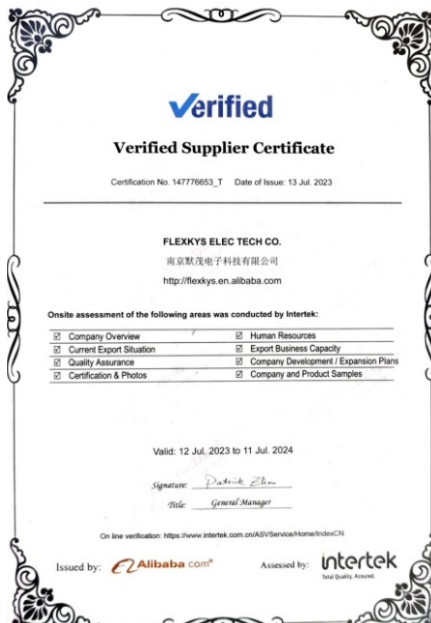 Verified
Verified Supplier Certificate
Certification No. 147776653_T Date of Issue: 13 Jul. 2023
FLEXKYS ELEC TECH CO.
南京默茂电子科技有限公司
http://flexkys.en.alibaba.com
Onsite assessment of the following areas was conducted by Intertek:
☑ Company Overview ☑ Human Resources
☑ Current Export Situation ☑ Export Business Capacity
☑ Quality Assurance ☑ Company Development / Expansion Plans
☑ Certification & Photos ☑ Company and Product Samples
Valid: 12 Jul. 2023 to 11 Jul. 2024
Signature: Patrick
Title: General Manager
On line verification: https://www.intertek.com.cn/ASVService/Home/IndexCN
Issued by: Alibaba.com® Assessed by: intertek
Total Quality. Assured.